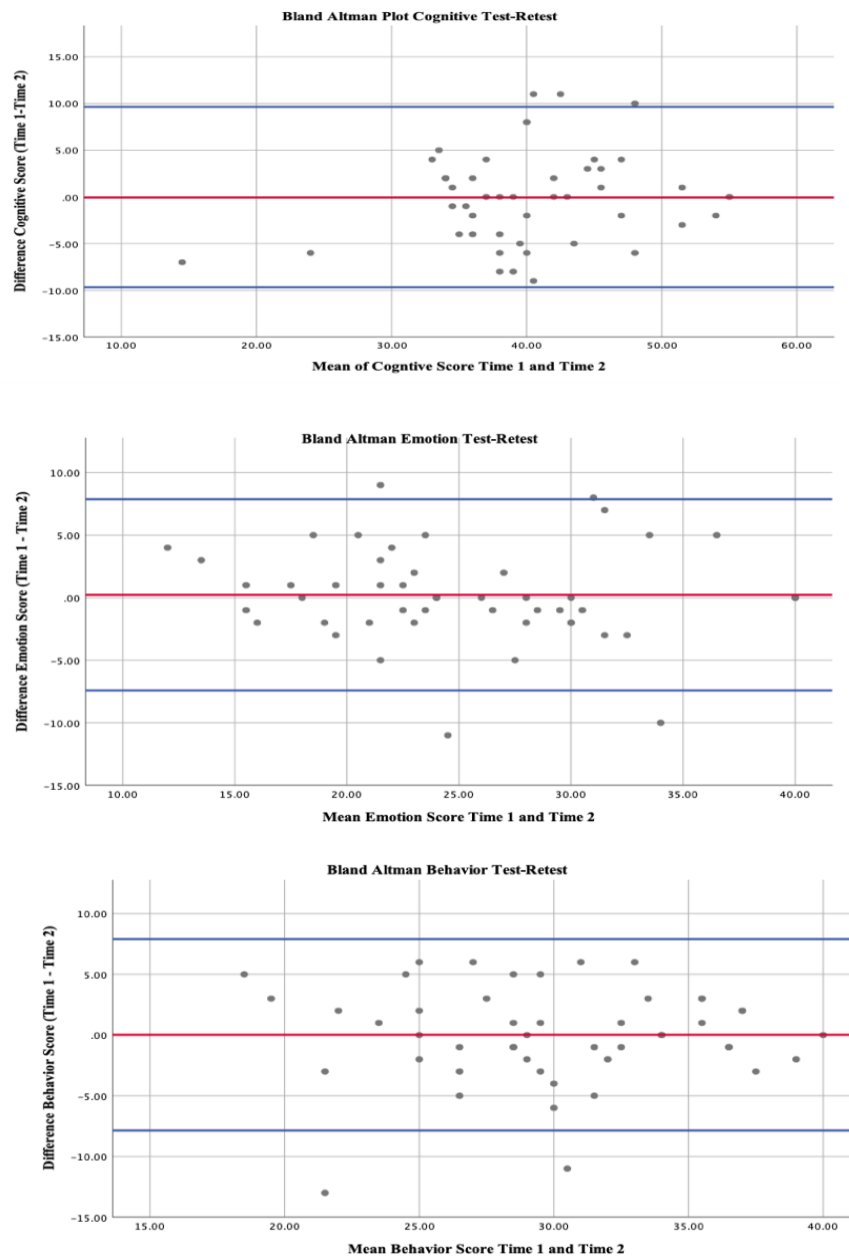 Bland Altman Plot Cognitive Test-Retest
Difference Cognitive Score (Time 1-Time 2)
15.00
10.00
5.00
.00
-5.00
-10.00
-15.00
10.00 20.00 30.00 40.00 50.00 60.00
Mean of Cogntive Score Time 1 and Time 2
Bland Altman Emotion Test-Retest
Difference Emotion Score (Time 1 - Time 2)
10.00
5.00
.00
-5.00
-10.00
-15.00
10.00 15.00 20.00 25.00 30.00 35.00 40.00
Mean Emotion Score Time 1 and Time 2
Bland Altman Behavior Test-Retest
Difference Behavior Score (Time 1 - Time 2)
10.00
5.00
.00
-5.00
-10.00
-15.00
15.00 20.00 25.00 30.00 35.00 40.00
Mean Behavior Score Time 1 and Time 2